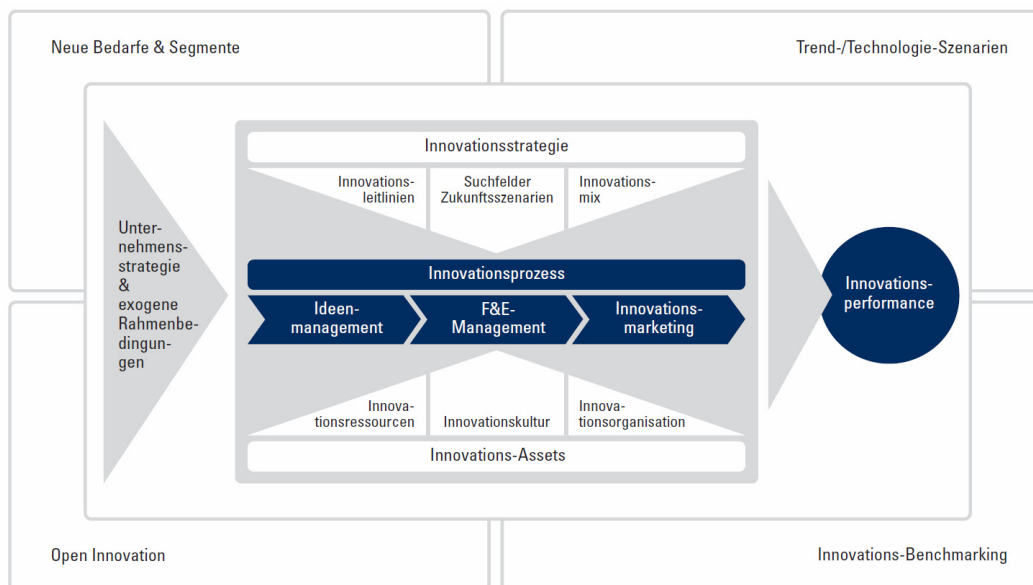 Neue Bedarfe & Segmente
Trend-/Technologie-Szenarien
Innovationsstrategie
Innovations-
leitlinien
Suchfelder
Zukunftsszenarien
Innovations-
mix
Unter-
nehmens-
strategie
&
exogene
Rahmenbe-
dingun-
gen
Innovationsprozess
Ideen-
management
F&E-
Management
Innovations-
marketing
Innovations-
performance
Innova-
tionsressourcen
Innovationskultur
Innova-
tionsorganisation
Innovations-Assets
Open Innovation
Innovations-Benchmarking